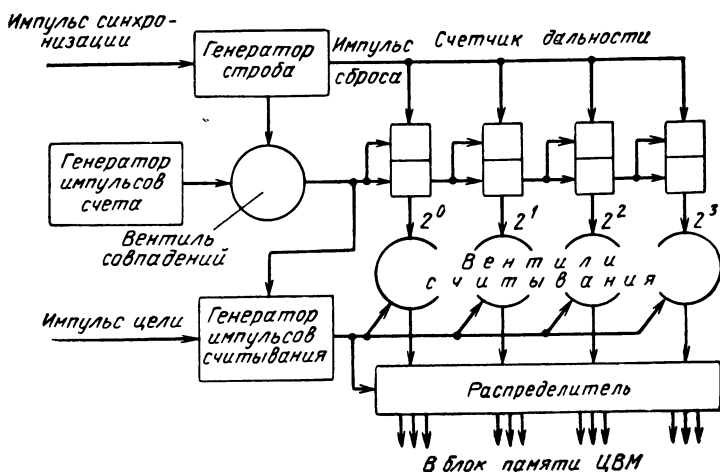 Импульс синхро-
низации
Генератор
строба
Импульс
сброса
Счетчик дальности
Генератор
импульсов
счета
Вентиль
совпадений
2⁰
2¹
2²
2³
Вентили
считывания
Импульс цели
Генератор
импульсов
считывания
Распределитель
В блок памяти ЦВМ